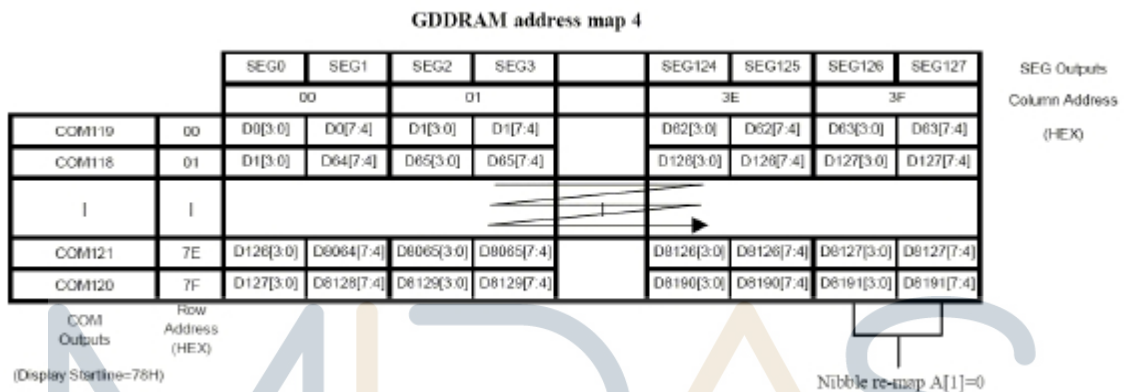 GDDRAM address map 4
SEG0 SEG1 SEG2 SEG3 SEG124 SEG125 SEG126 SEG127 SEG Outputs
00 01 3E 3F Column Address
COM119 00 D0[3:0] D0[7:4] D1[3:0] D1[7:4] D62[3:0] D62[7:4] D63[3:0] D63[7:4] (HEX)
COM118 01 D1[3:0] D64[7:4] D65[3:0] D65[7:4] D126[3:0] D126[7:4] D127[3:0] D127[7:4]
| | |
COM121 7E D126[3:0] D8064[7:4] D8065[3:0] D8065[7:4] D8126[3:0] D8126[7:4] D8127[3:0] D8127[7:4]
COM120 7F D127[3:0] D8128[7:4] D8129[3:0] D8129[7:4] D8190[3:0] D8190[7:4] D8191[3:0] D8191[7:4]
COM
Outputs
Row
Address
(HEX)
(Display Startline=78H)
Nibble re-map A[1]=0
MIDAS